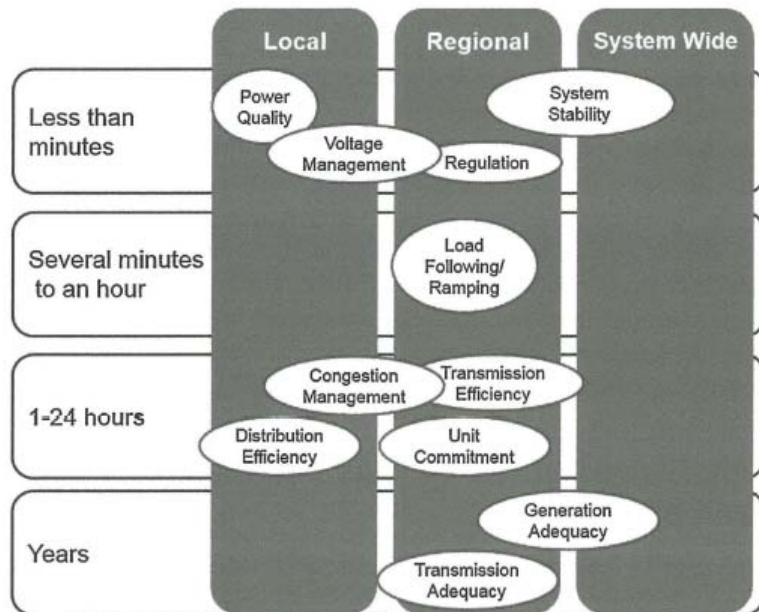 Local Regional System Wide
Less than
minutes
Power
Quality
System
Stability
Voltage
Management
Regulation
Several minutes
to an hour
Load
Following/
Ramping
1-24 hours
Congestion
Management
Transmission
Efficiency
Distribution
Efficiency
Unit
Commitment
Years
Generation
Adequacy
Transmission
Adequacy